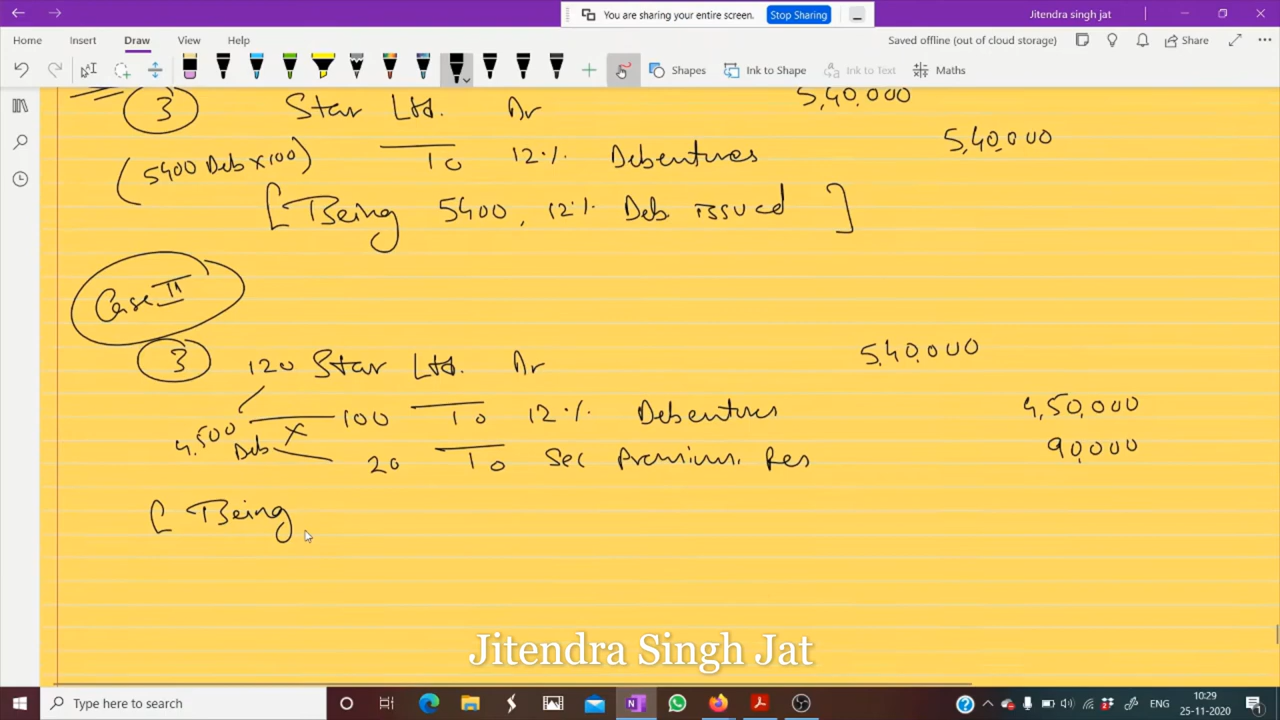 You are sharing your entire screen. Stop Sharing
Jitendra singh jat
Home Insert Draw View Help
Saved offline (out of cloud storage)
Share
Shapes Ink to Shape Ink to Text Maths
3 Star Ltd. Dr 5,40,000
(5400 Deb x 100) To 12% Debentures 5,40,000
[Being 5400, 12% Deb issued]
Case II
3 120 Star Ltd. Dr 5,40,000
4,500 Deb X 100 To 12% Debentures 4,50,000
20 To Sec Premium. Res 90,000
[Being
Jitendra Singh Jat
Type here to search
ENG
10:29
25-11-2020